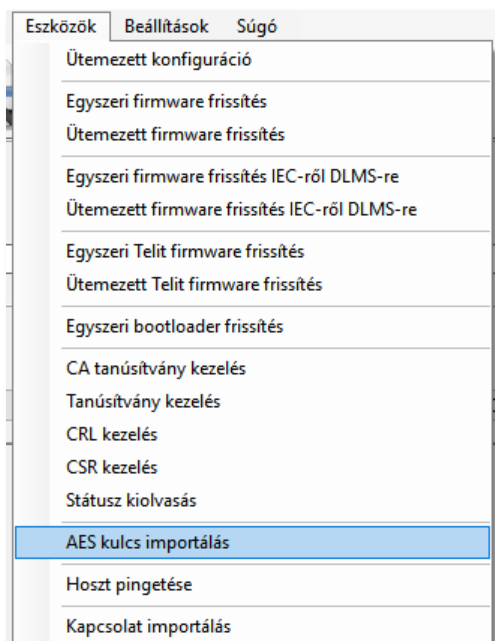 Eszközök Beállítások Súgó
Ütemezett konfiguráció
Egyszeri firmware frissítés
Ütemezett firmware frissítés
Egyszeri firmware frissítés IEC-ről DLMS-re
Ütemezett firmware frissítés IEC-ről DLMS-re
Egyszeri Telit firmware frissítés
Ütemezett Telit firmware frissítés
Egyszeri bootloader frissítés
CA tanúsítvány kezelés
Tanúsítvány kezelés
CRL kezelés
CSR kezelés
Státusz kiolvasás
AES kulcs importálás
Hoszt pingetése
Kapcsolat importálás